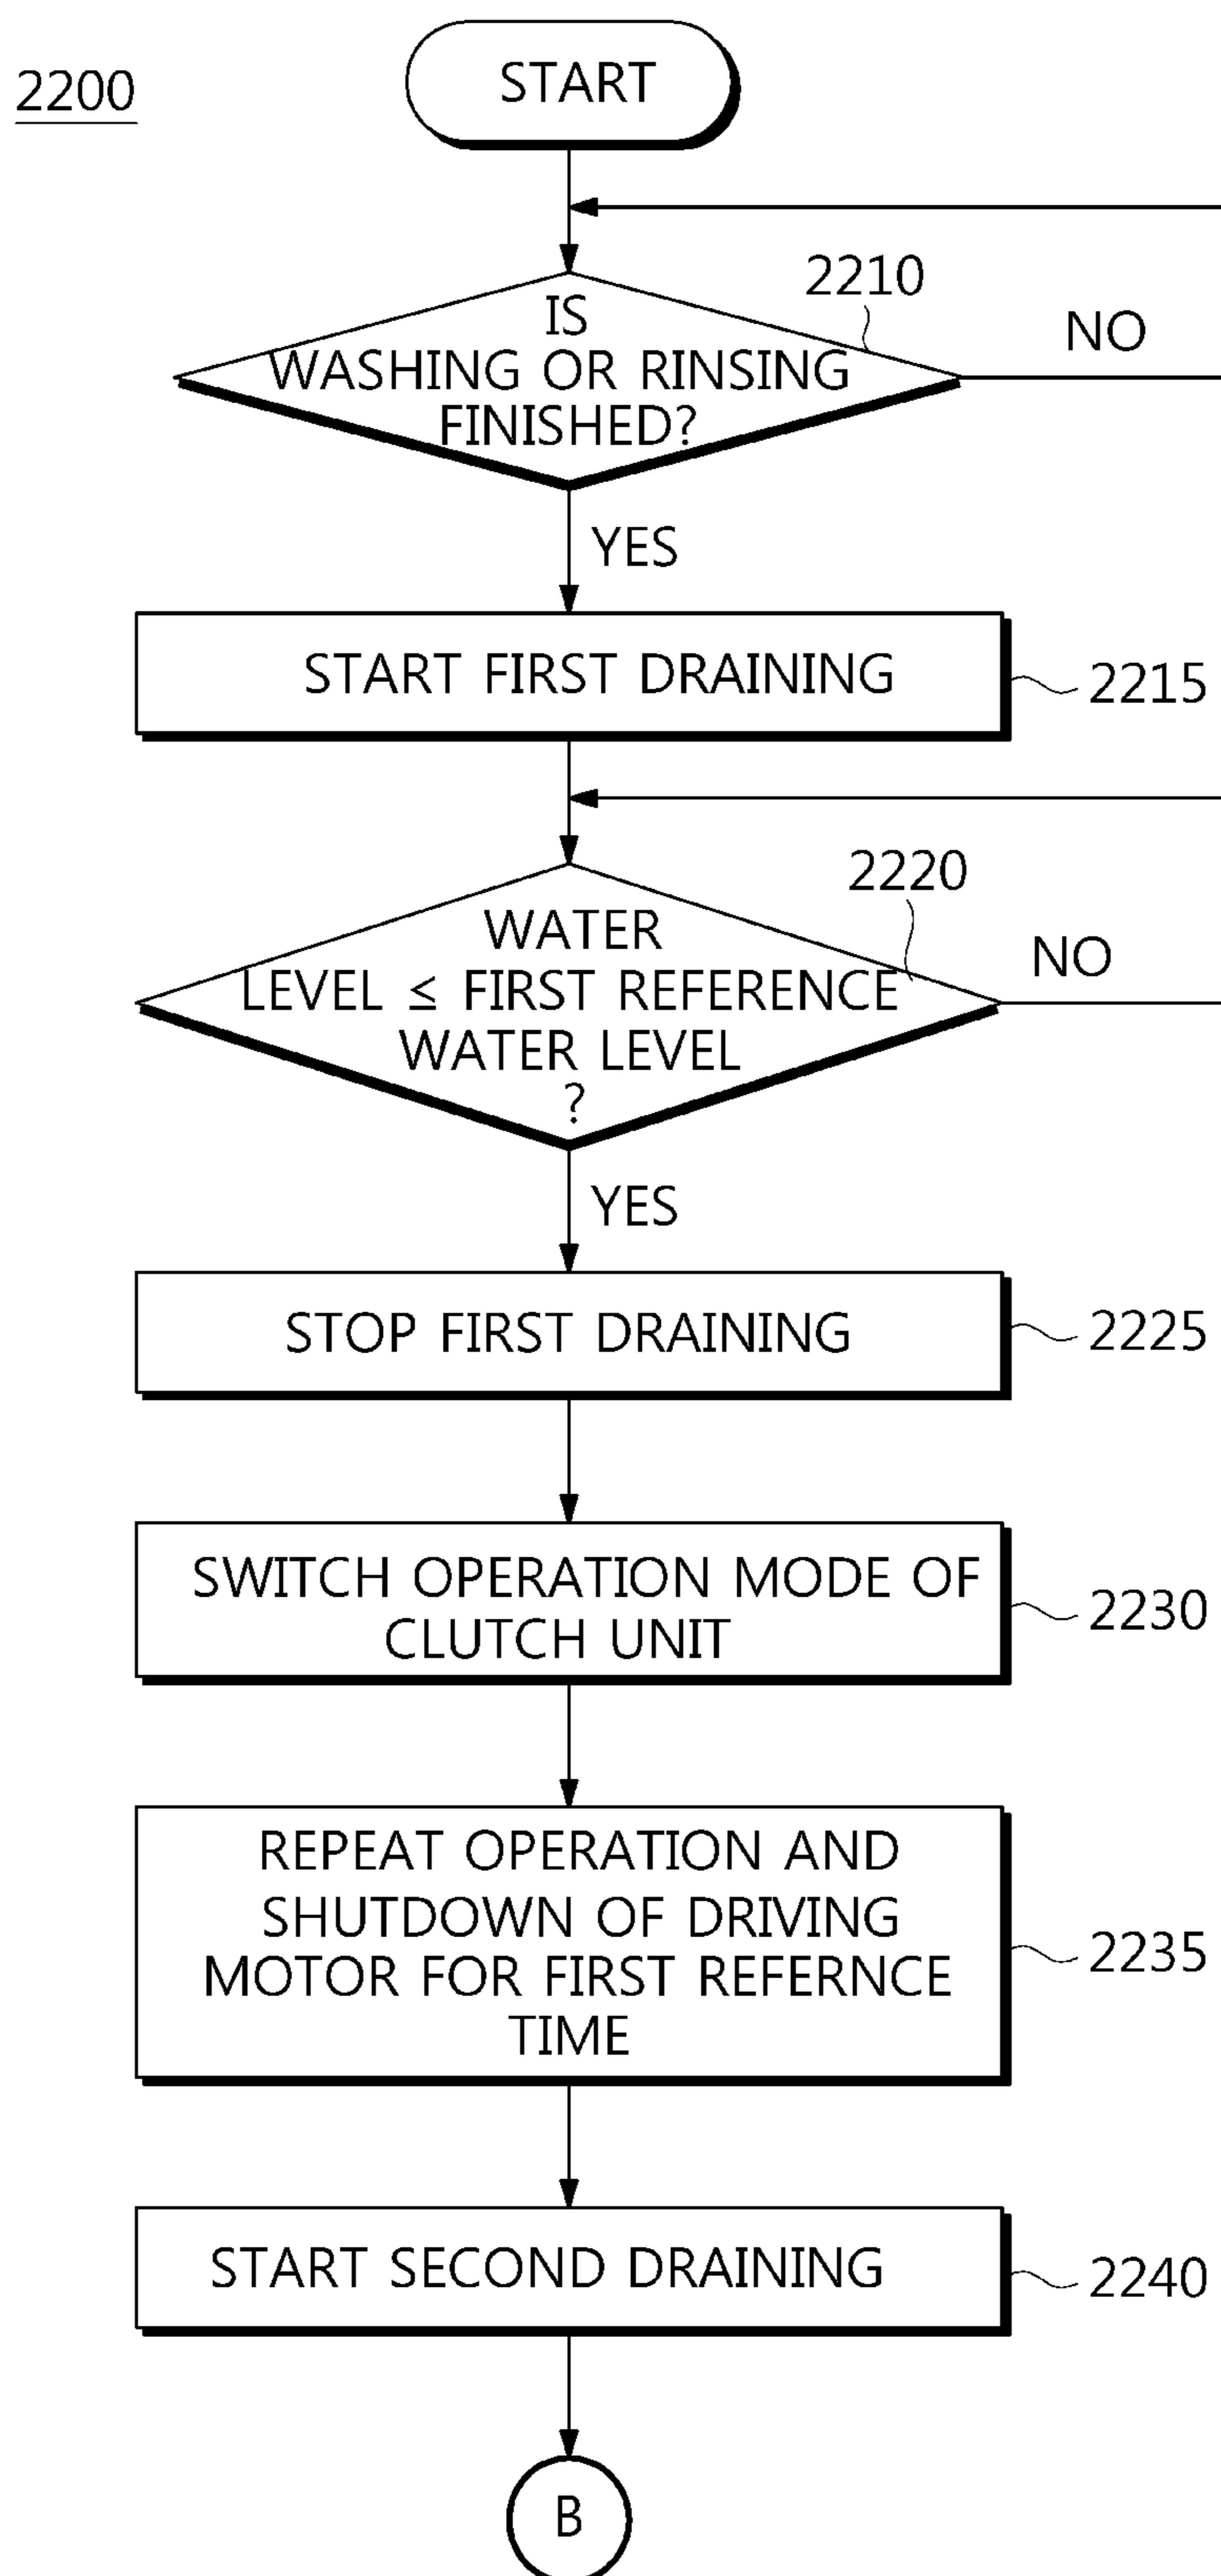 2200
START
2210
IS
WASHING OR RINSING
FINISHED?
NO
YES
START FIRST DRAINING
2215
2220
WATER
LEVEL ≤ FIRST REFERENCE
WATER LEVEL
?
NO
YES
STOP FIRST DRAINING
2225
SWITCH OPERATION MODE OF
CLUTCH UNIT
2230
REPEAT OPERATION AND
SHUTDOWN OF DRIVING
MOTOR FOR FIRST REFERNCE
TIME
2235
START SECOND DRAINING
2240
B